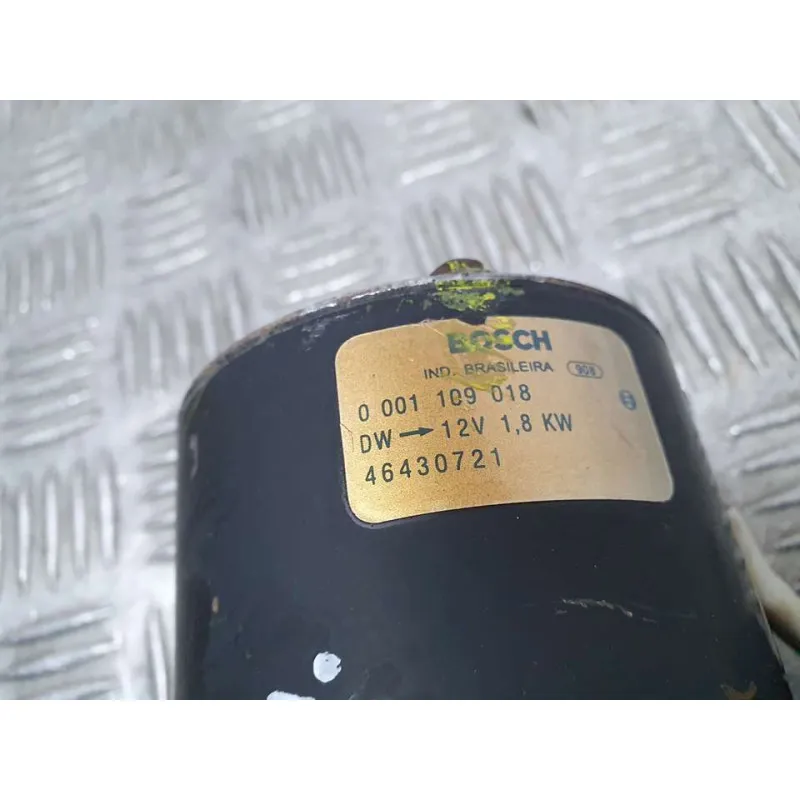 BOSCH
IND. BRASILEIRA 908
0 001 109 018
DW → 12V 1,8 KW
46430721